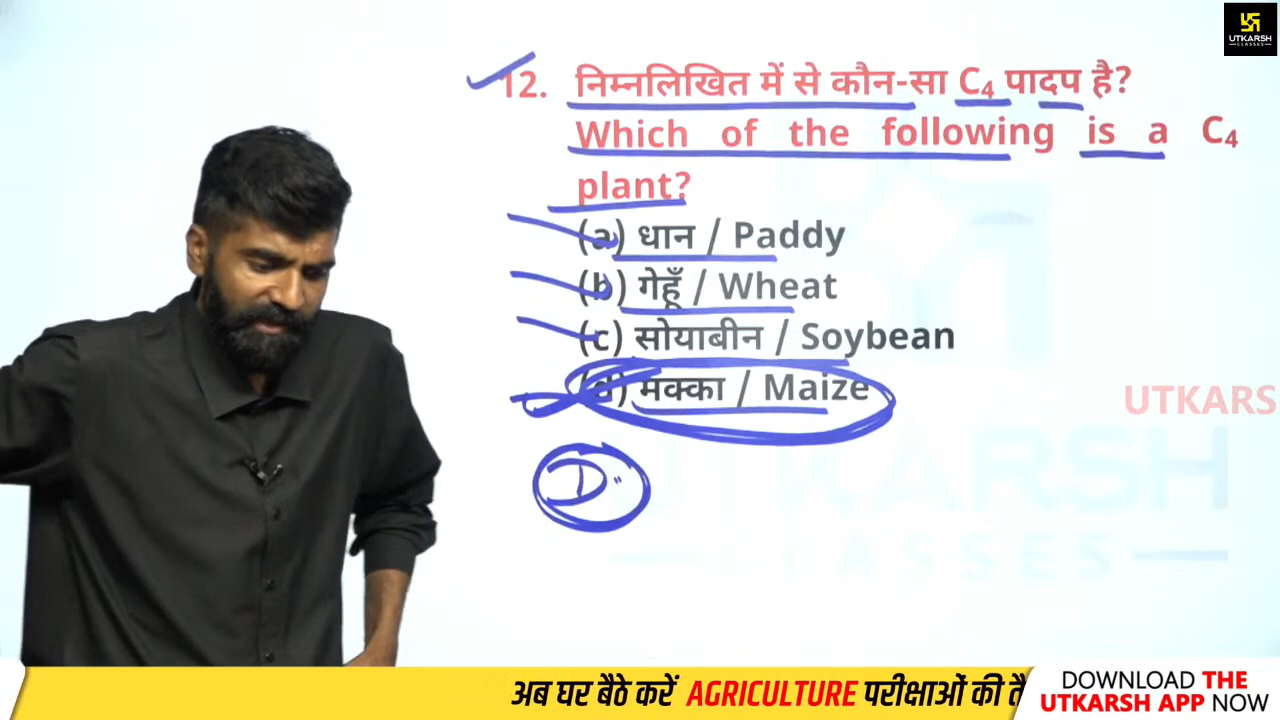 UTKARSH
CLASSES
12. निम्नलिखित में से कौन-सा C₄ पादप है?
Which of the following is a C₄
plant?
(a) धान / Paddy
(b) गेहूँ / Wheat
(c) सोयाबीन / Soybean
(d) मक्का / Maize
UTKARS
D
UTKARSH
CLASSES
अब घर बैठे करें AGRICULTURE परीक्षाओं की तै
DOWNLOAD THE
UTKARSH APP NOW